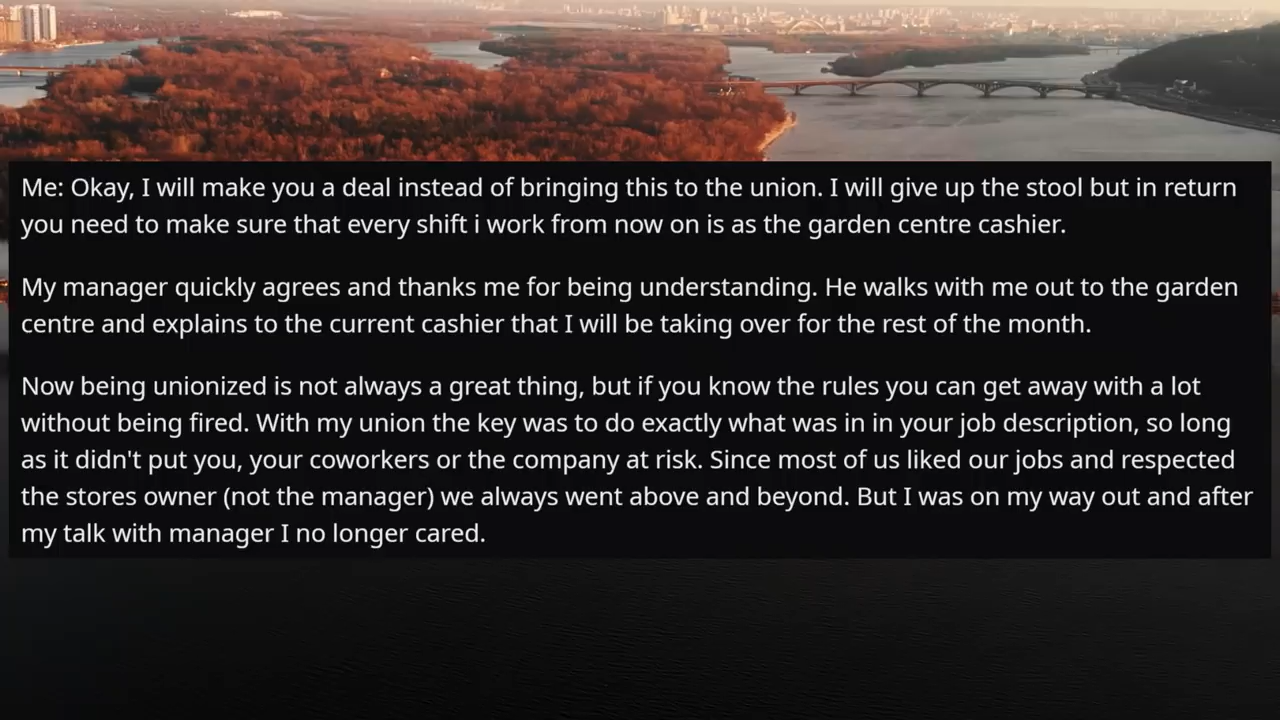 Me: Okay, I will make you a deal instead of bringing this to the union. I will give up the stool but in return
you need to make sure that every shift i work from now on is as the garden centre cashier.
My manager quickly agrees and thanks me for being understanding. He walks with me out to the garden
centre and explains to the current cashier that I will be taking over for the rest of the month.
Now being unionized is not always a great thing, but if you know the rules you can get away with a lot
without being fired. With my union the key was to do exactly what was in in your job description, so long
as it didn't put you, your coworkers or the company at risk. Since most of us liked our jobs and respected
the stores owner (not the manager) we always went above and beyond. But I was on my way out and after
my talk with manager I no longer cared.